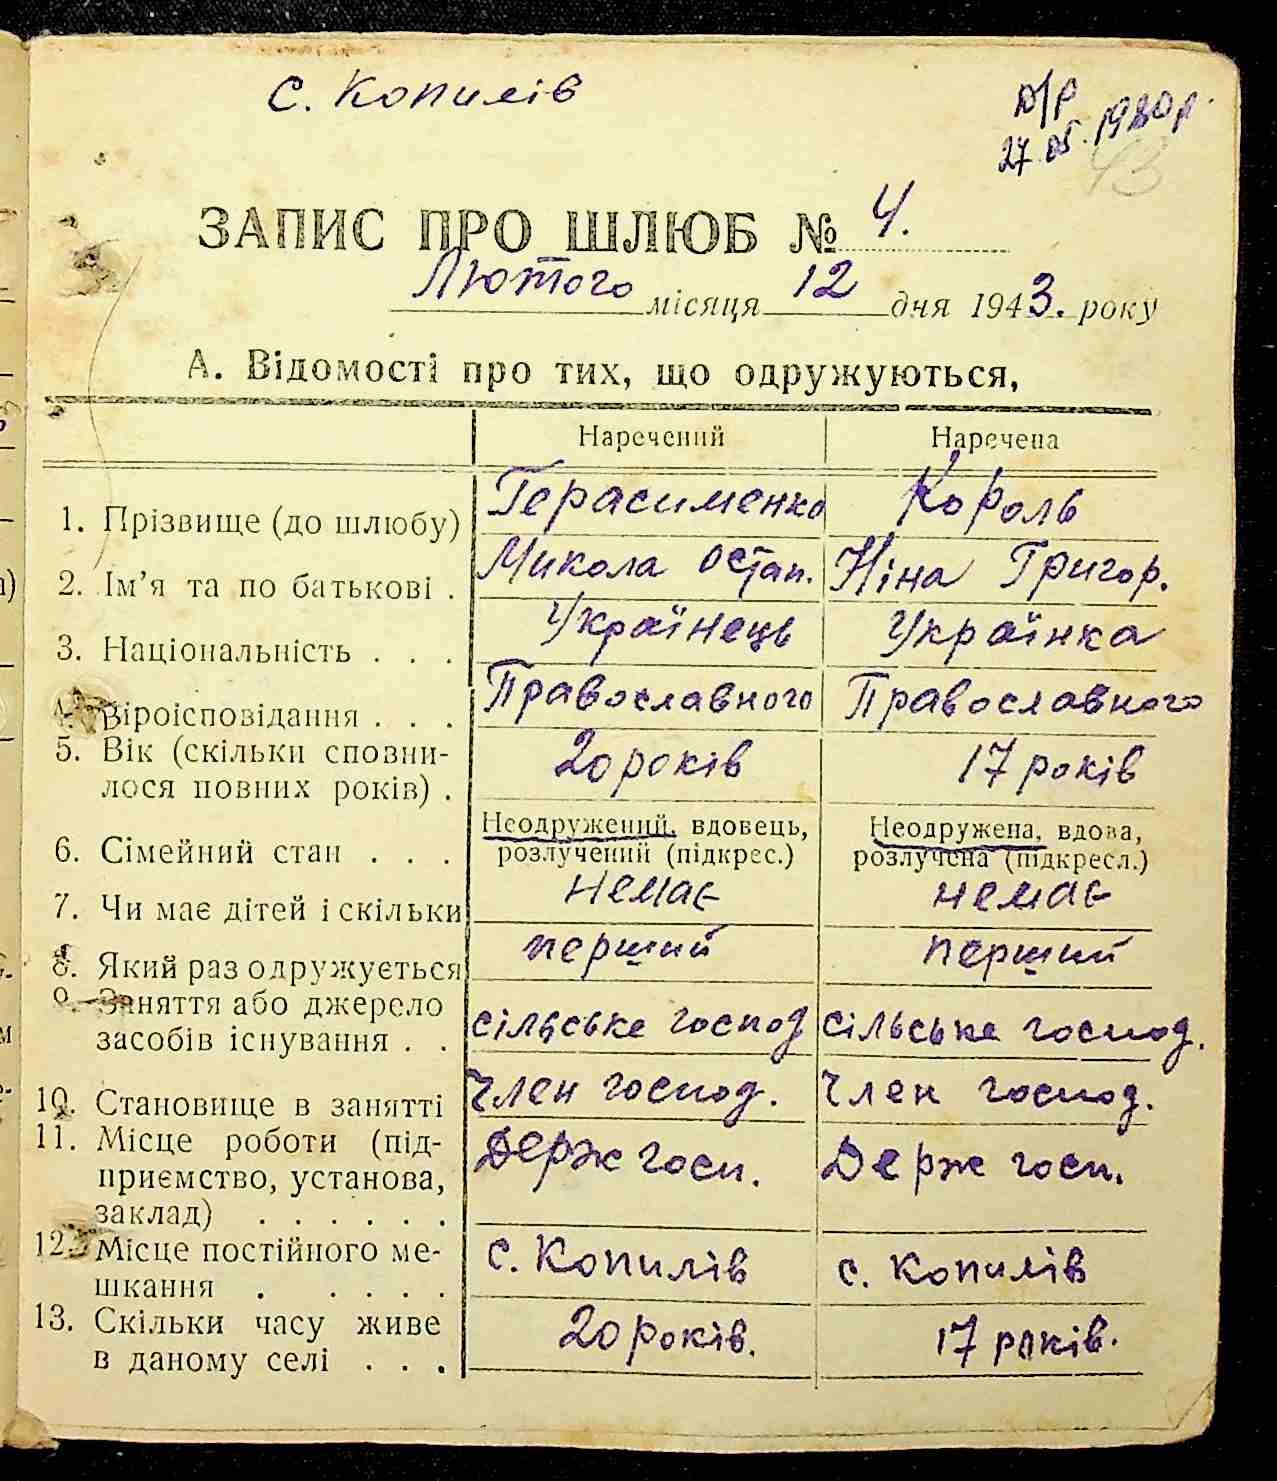 с. Копилів
27.05.1980 р.
43
ЗАПИС ПРО ШЛЮБ № 4.
Лютого місяця 12 дня 1943. року
А. Відомості про тих, що одружуються,
Наречений Наречена
1. Прізвище (до шлюбу) Герасименко Король
2. Ім’я та по батькові . Микола Остап. Ніна Григор.
3. Національність . . . Українець Українка
4. Віроісповідання . . . Православного Православного
5. Вік (скільки сповни-
лося повних років) . 20 років 17 років
Неодружений, вдовець, Неодружена, вдова,
6. Сімейний стан . . . розлучений (підкрес.) розлучена (підкресл.)
7. Чи має дітей і скільки немає немає
8. Який раз одружується перший перший
9. Заняття або джерело
засобів існування . . сільське господ сільське господ.
10. Становище в занятті Член господ. Член господ.
11. Місце роботи (під-
приємство, установа, Держ госп. Держ госп.
заклад) . . . . . .
12. Місце постійного ме-
шкання . . . . . с. Копилів с. Копилів
13. Скільки часу живе
в даному селі . . . 20 років. 17 років.